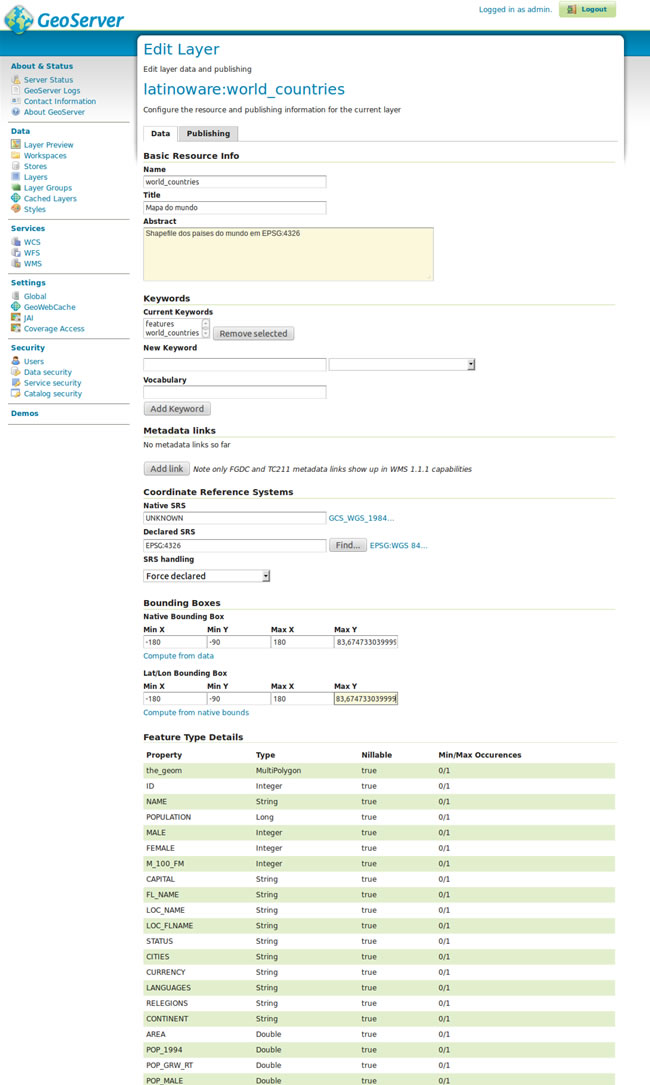 GeoServer
Logged in as admin. Logout
About & Status
Server Status
GeoServer Logs
Contact Information
About GeoServer
Data
Layer Preview
Workspaces
Stores
Layers
Layer Groups
Cached Layers
Styles
Services
WCS
WFS
WMS
Settings
Global
GeoWebCache
JAI
Coverage Access
Security
Users
Data security
Service security
Catalog security
Demos
Edit Layer
Edit layer data and publishing
latinoware:world_countries
Configure the resource and publishing information for the current layer
Data Publishing
Basic Resource Info
Name
world_countries
Title
Mapa do mundo
Abstract
Shapefile dos países do mundo em EPSG:4326
Keywords
Current Keywords
features
world_countries Remove selected
New Keyword
Vocabulary
Add Keyword
Metadata links
No metadata links so far
Add link Note only FGDC and TC211 metadata links show up in WMS 1.1.1 capabilities
Coordinate Reference Systems
Native SRS
UNKNOWN GCS_WGS_1984...
Declared SRS
EPSG:4326 Find... EPSG:WGS 84...
SRS handling
Force declared
Bounding Boxes
Native Bounding Box
Min X Min Y Max X Max Y
-180 -90 180 83,674733039999
Compute from data
Lat/Lon Bounding Box
Min X Min Y Max X Max Y
-180 -90 180 83,674733039999
Compute from native bounds
Feature Type Details
Property Type Nillable Min/Max Occurences
the_geom MultiPolygon true 0/1
ID Integer true 0/1
NAME String true 0/1
POPULATION Long true 0/1
MALE Integer true 0/1
FEMALE Integer true 0/1
M_100_FM Integer true 0/1
CAPITAL String true 0/1
FL_NAME String true 0/1
LOC_NAME String true 0/1
LOC_FLNAME String true 0/1
STATUS String true 0/1
CITIES String true 0/1
CURRENCY String true 0/1
LANGUAGES String true 0/1
RELEGIONS String true 0/1
CONTINENT String true 0/1
AREA Double true 0/1
POP_1994 Double true 0/1
POP_GRW_RT Double true 0/1
POP_MALE Double true 0/1